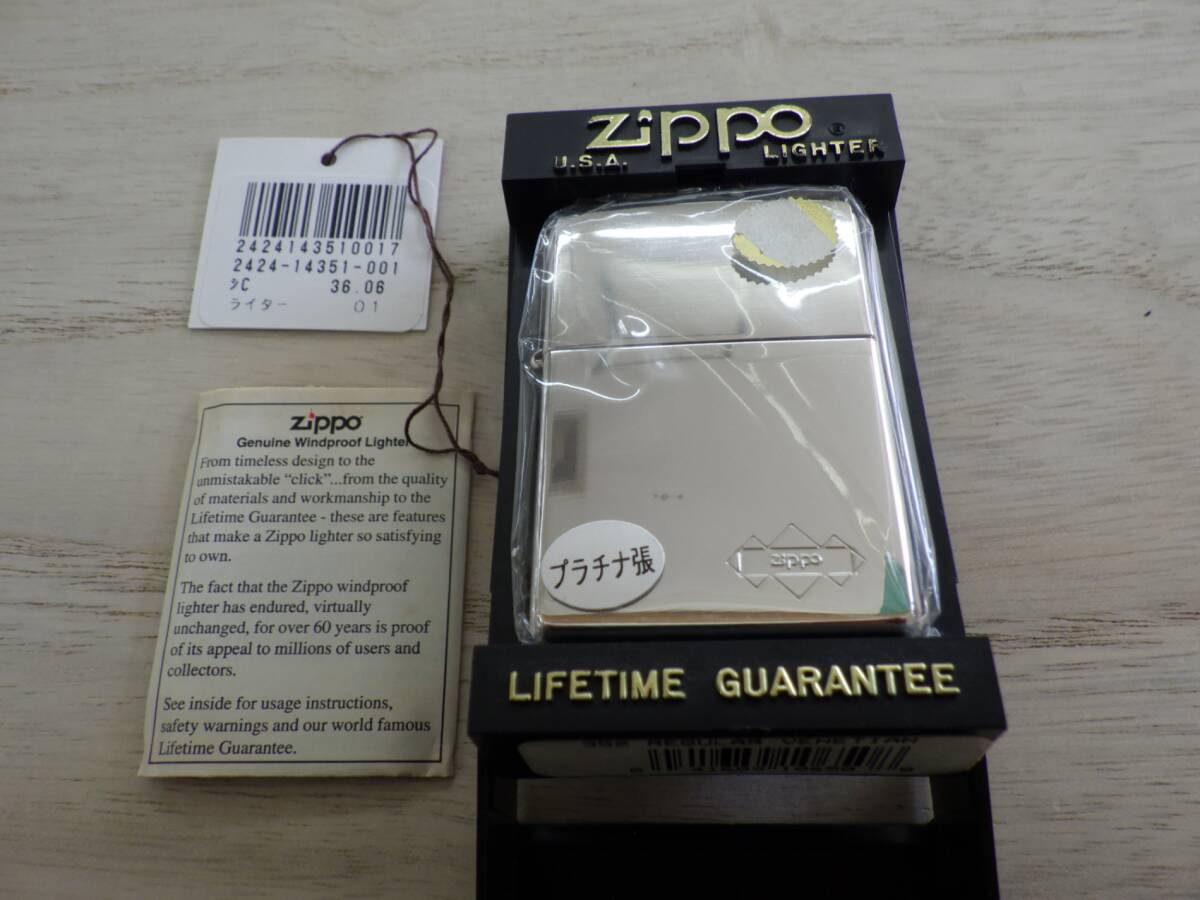 2424143510017
2424-14351-001
シC 36.06
ライター 01
zippo
Genuine Windproof Lighter
From timeless design to the
unmistakable “click”...from the quality
of materials and workmanship to the
Lifetime Guarantee - these are features
that make a Zippo lighter so satisfying
to own.
The fact that the Zippo windproof
lighter has endured, virtually
unchanged, for over 60 years is proof
of its appeal to millions of users and
collectors.
See inside for usage instructions,
safety warnings and our world famous
Lifetime Guarantee.
zippo ®
U.S.A. LIGHTER
プラチナ張
zippo
LIFETIME GUARANTEE
352 REGULAR VENETIAN